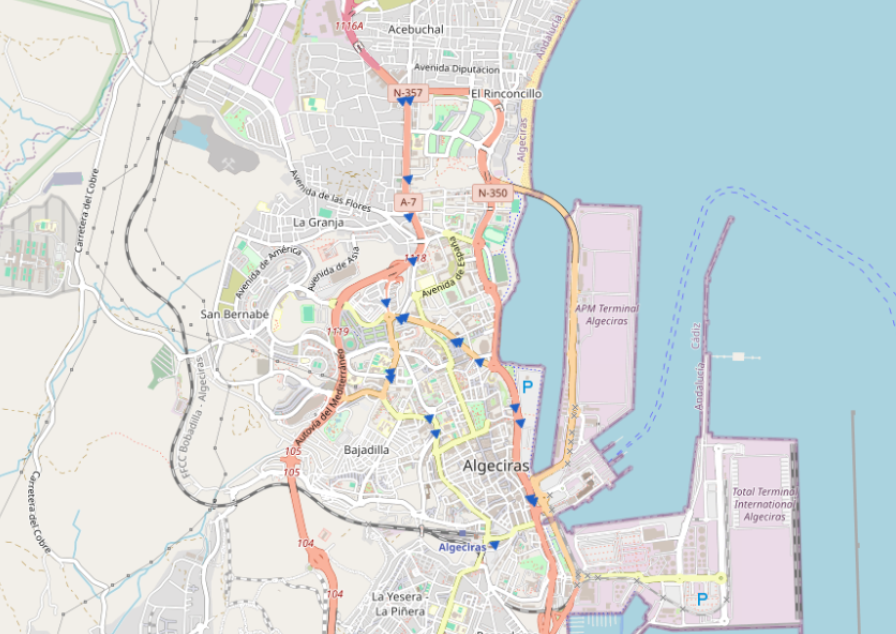 1116A
Acebuchal
Andalucía
Avenida Diputacion
N-357
El Rinconcillo
Algeciras
Carretera del Cobre
Avenida de las Flores
N-350
A-7
La Granja
Avenida de América
Avenida de Asia
1118
Avenida de España
San Bernabé
1119
APM Terminal
Algeciras
Cádiz
Andalucía
FFCC Bobadilla - Algeciras
Autovía del Mediterráneo
P
105
105
Bajadilla
Algeciras
Carretera del Cobre
Total Termina
International
Algeciras
104
Algeciras
104
La Yesera -
La Piñera
P